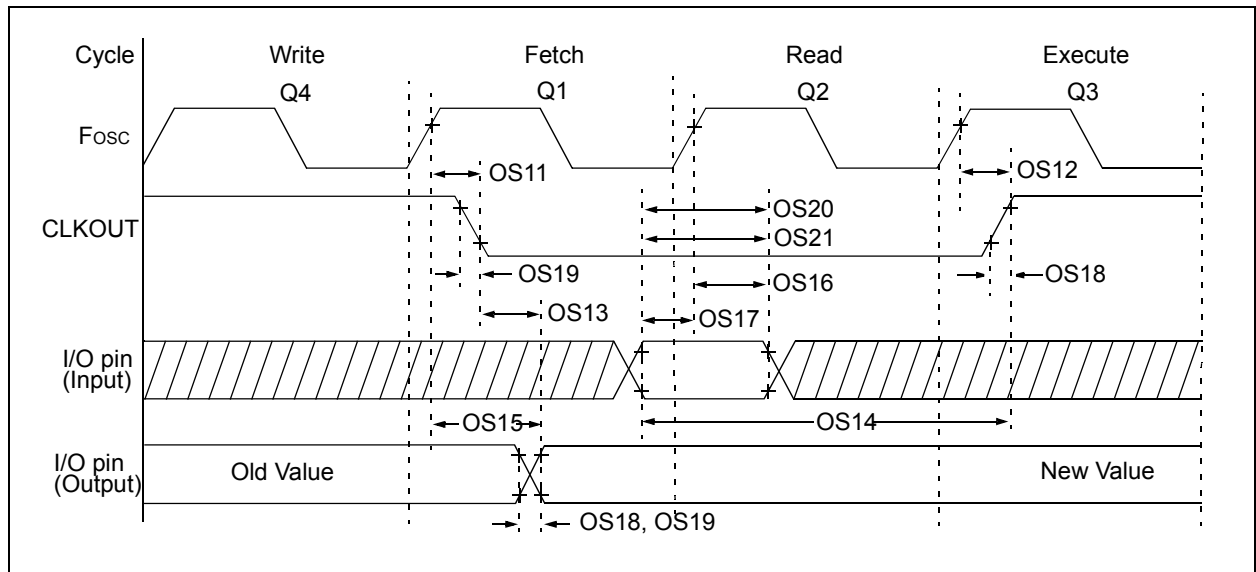 Cycle Write Fetch Read Execute
Q4 Q1 Q2 Q3
Fosc
OS11 OS12
OS20
CLKOUT OS21
OS19 OS16 OS18
OS13 OS17
I/O pin
(Input)
OS15 OS14
I/O pin
(Output) Old Value New Value
OS18, OS19